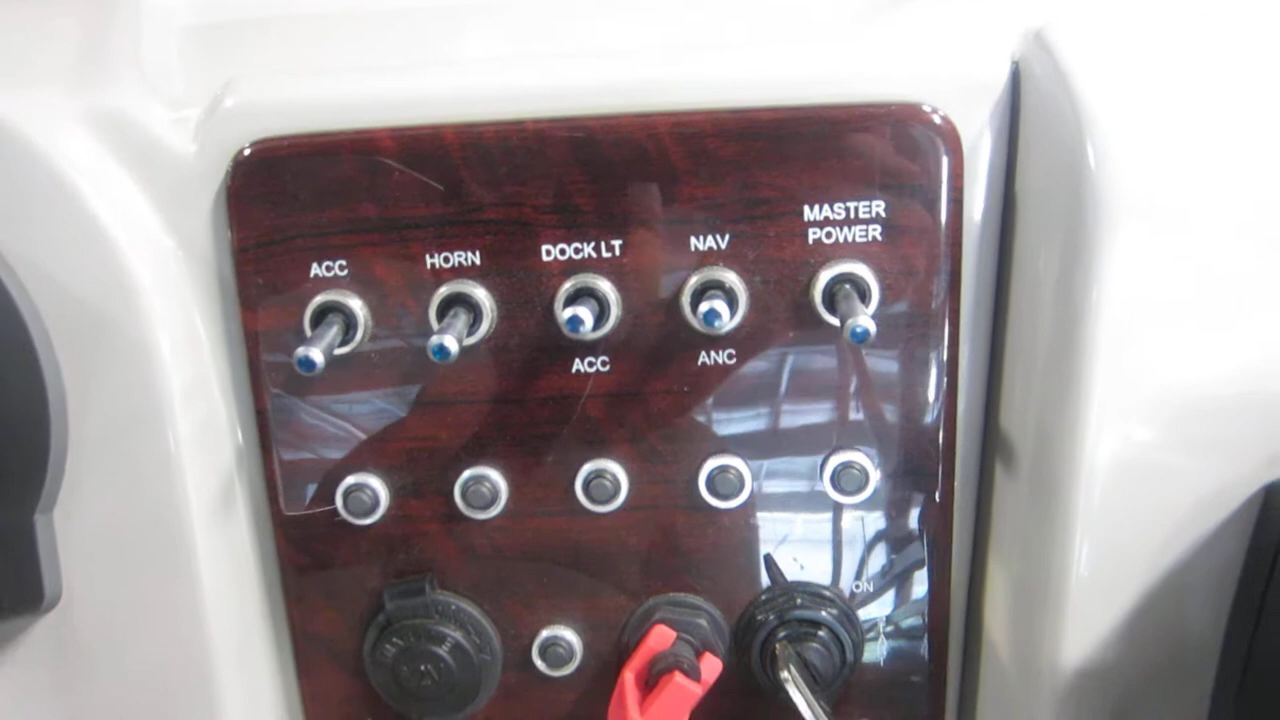 ACC
HORN
DOCK LT
NAV
MASTER
POWER
ACC
ANC
ON